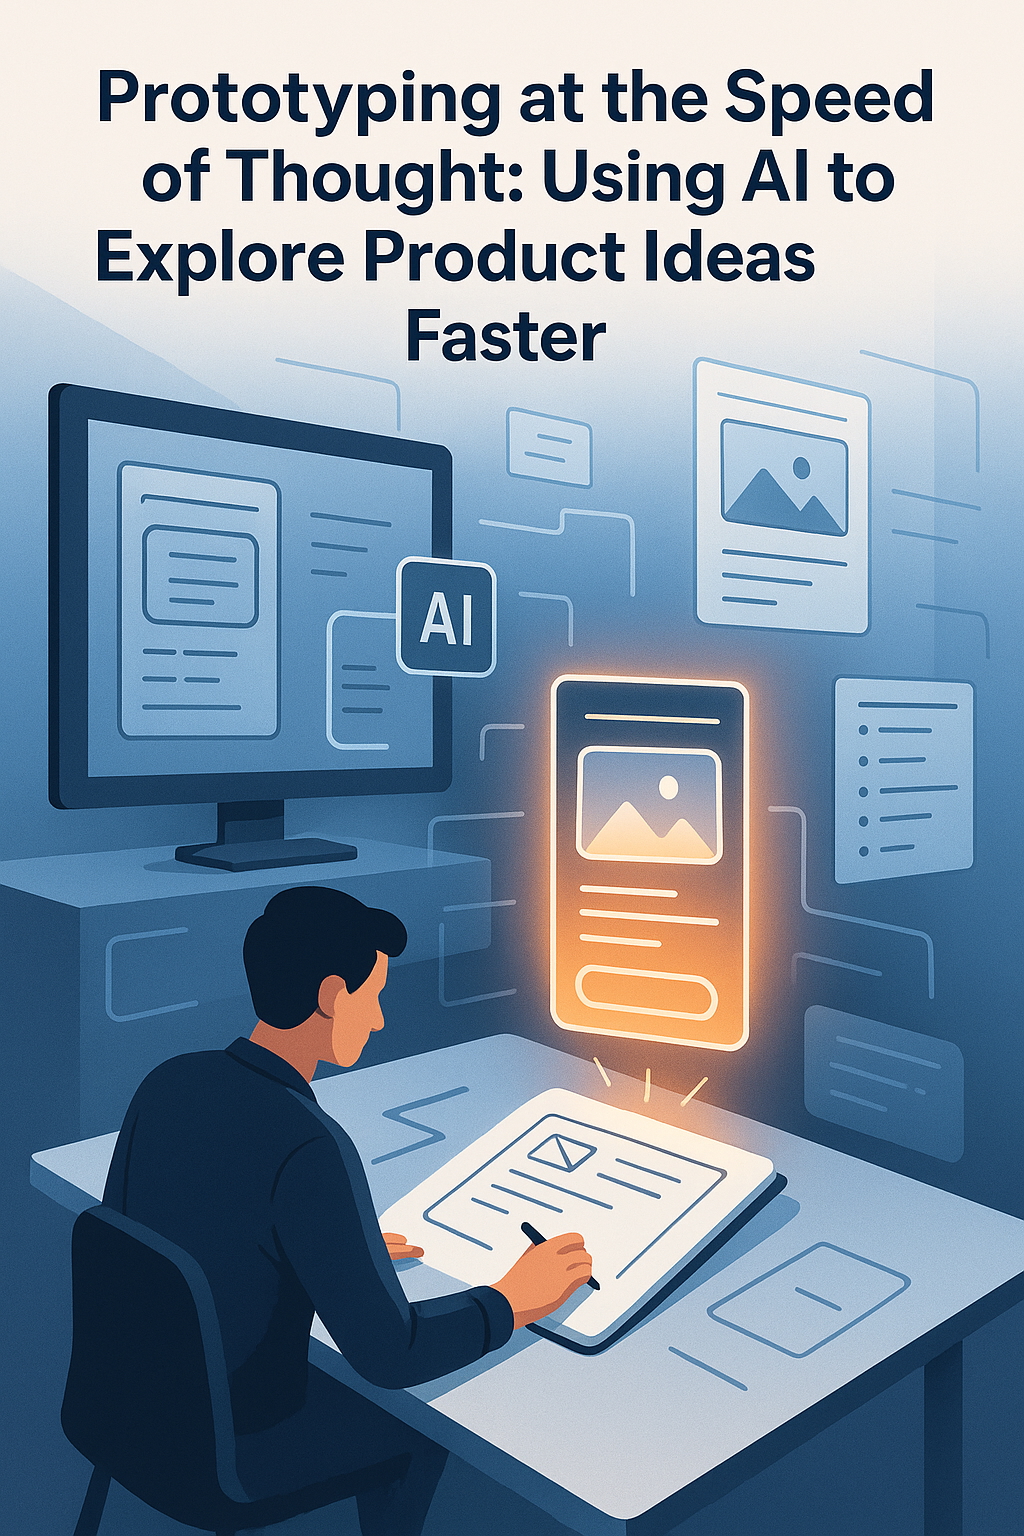 Prototyping at the Speed
of Thought: Using AI to
Explore Product Ideas
Faster
AI